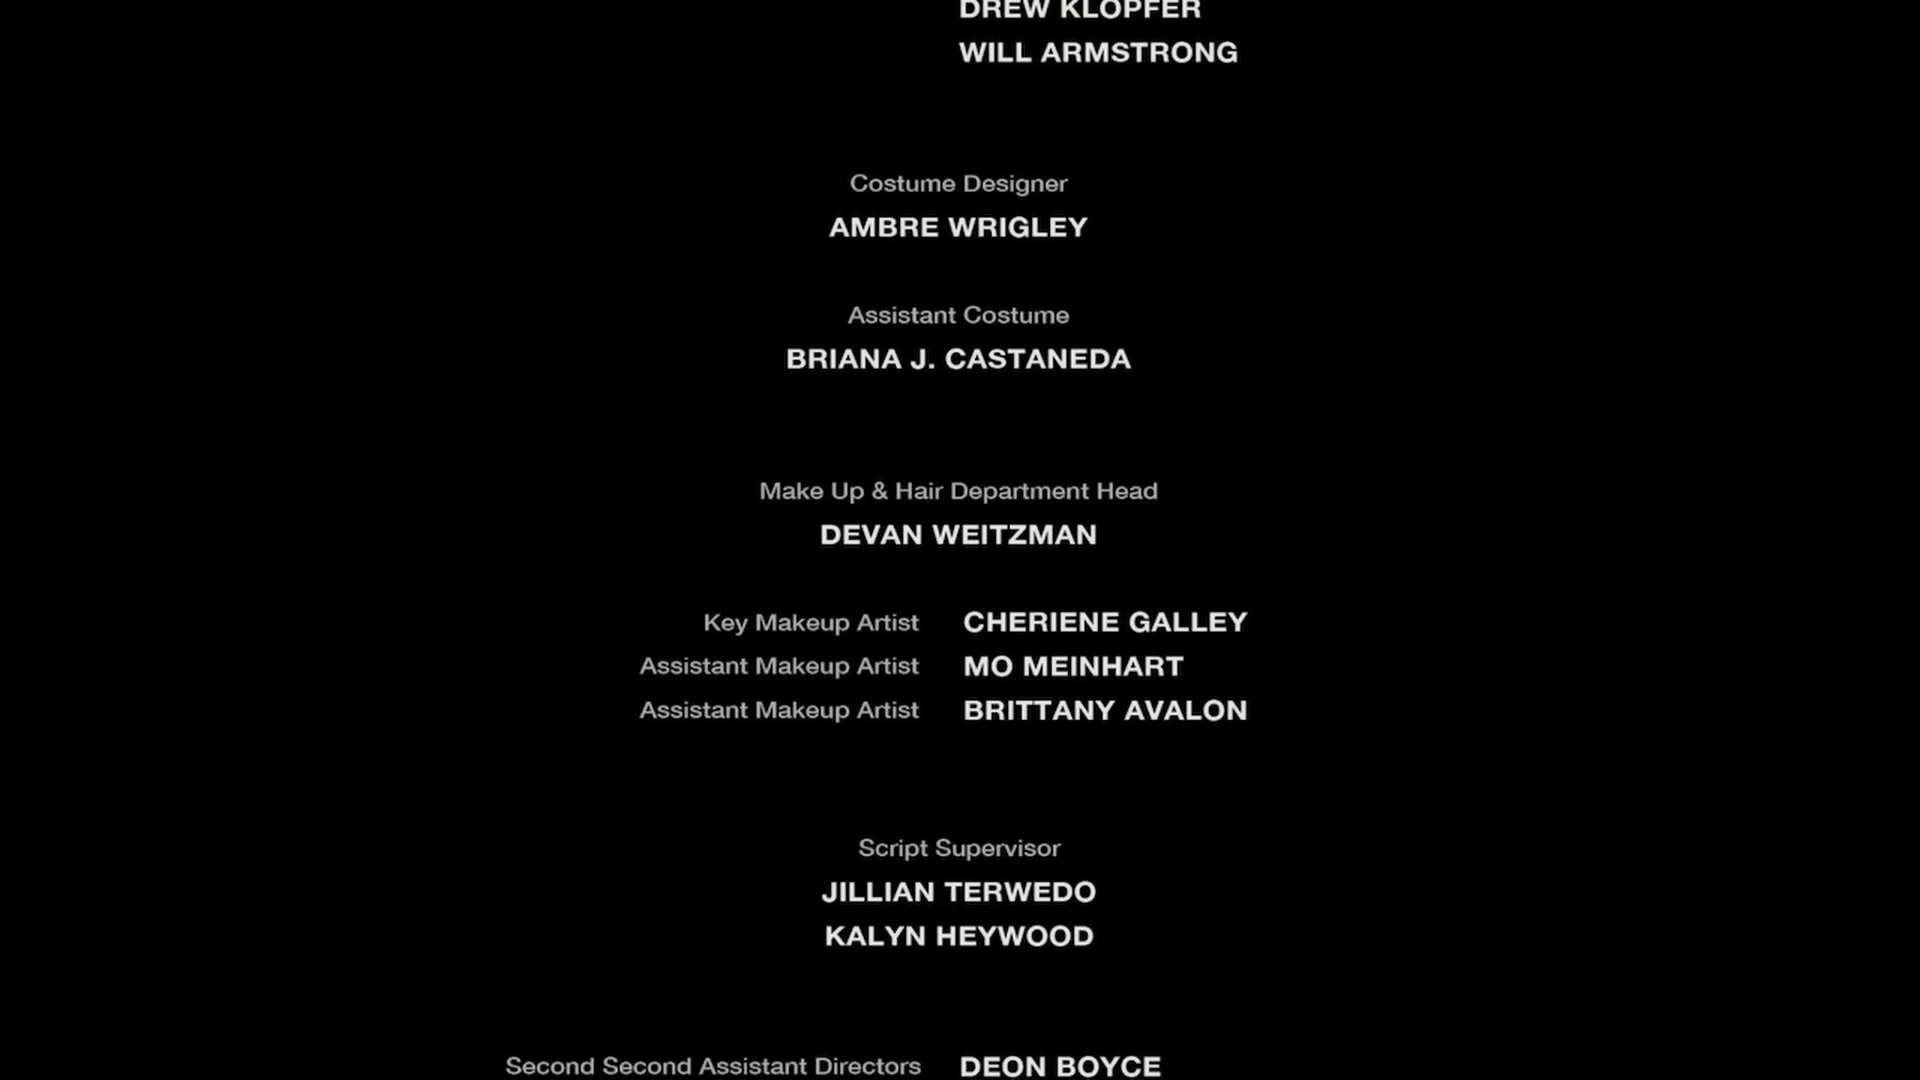 DREW KLOPFER
WILL ARMSTRONG
Costume Designer
AMBRE WRIGLEY
Assistant Costume
BRIANA J. CASTANEDA
Make Up & Hair Department Head
DEVAN WEITZMAN
Key Makeup Artist CHERIENE GALLEY
Assistant Makeup Artist MO MEINHART
Assistant Makeup Artist BRITTANY AVALON
Script Supervisor
JILLIAN TERWEDO
KALYN HEYWOOD
Second Second Assistant Directors DEON BOYCE